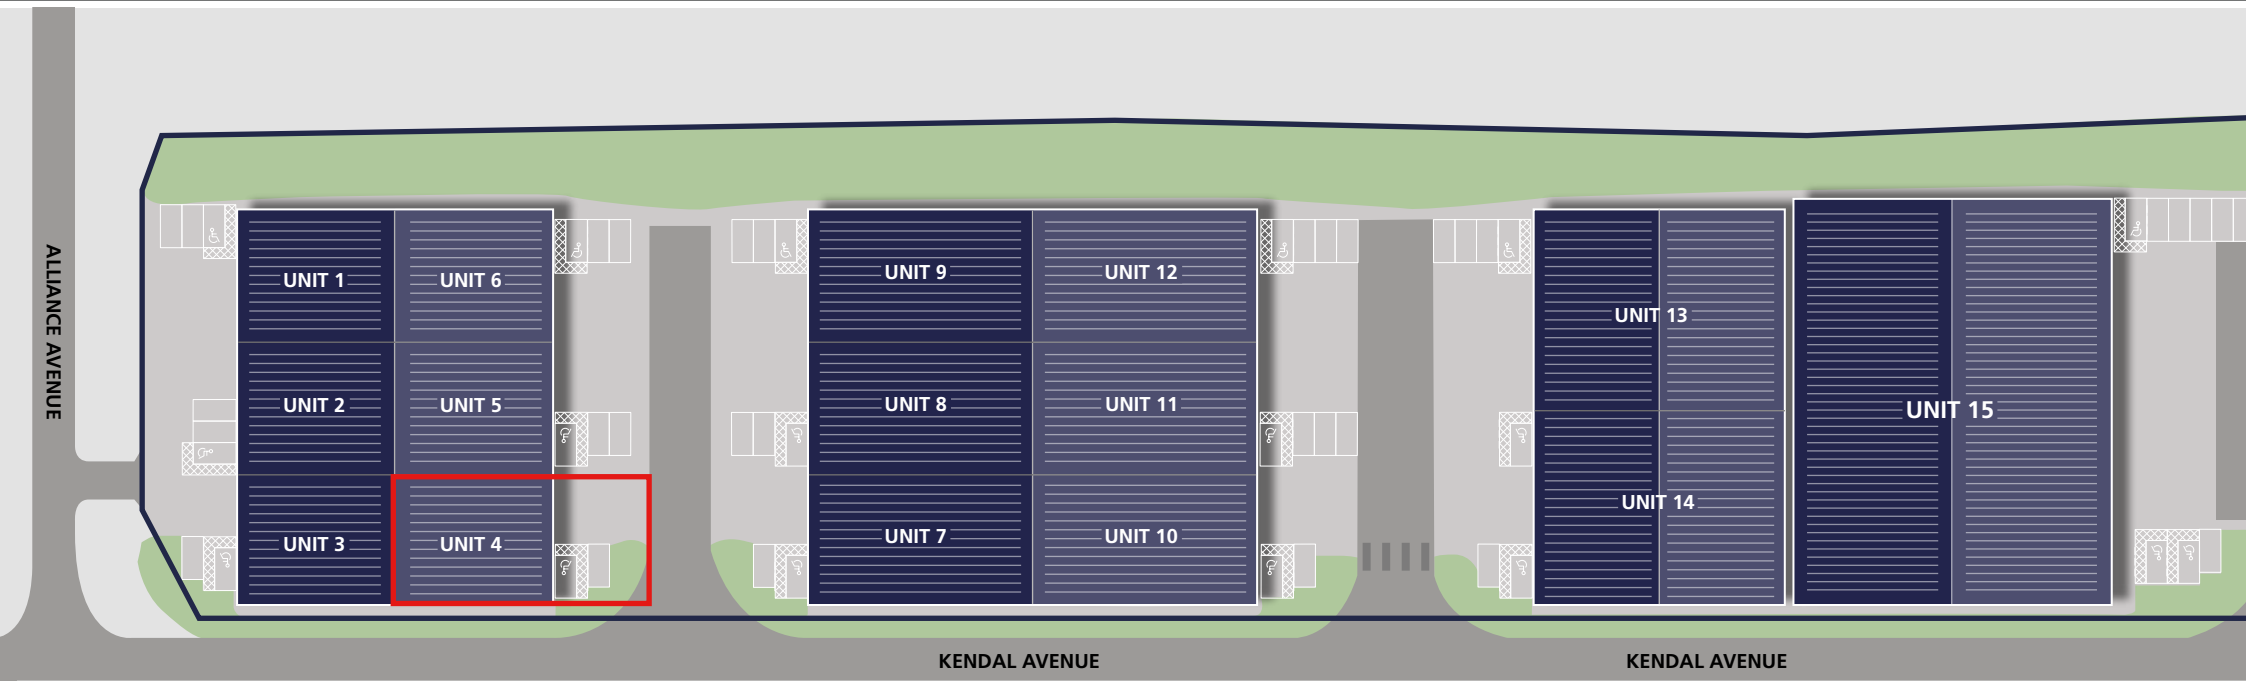 ALLIANCE AVENUE
UNIT 1
UNIT 6
UNIT 2
UNIT 5
UNIT 3
UNIT 4
UNIT 9
UNIT 12
UNIT 8
UNIT 11
UNIT 7
UNIT 10
UNIT 13
UNIT 14
UNIT 15
KENDAL AVENUE
KENDAL AVENUE